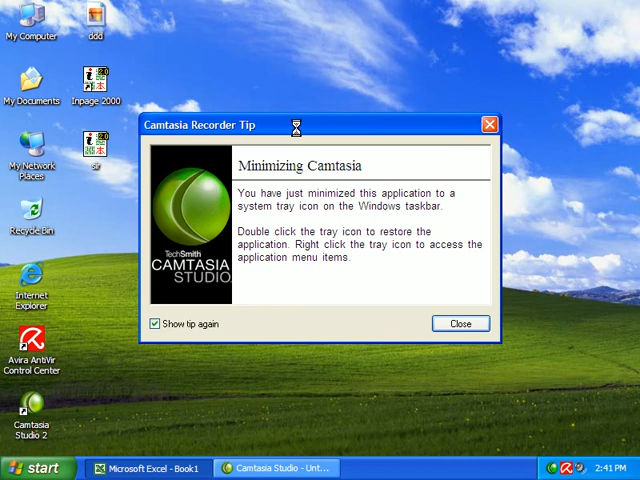 My Computer
ddd
My Documents
Inpage 2000
My Network
Places
sir
Recycle Bin
Internet
Explorer
Avira AntiVir
Control Center
Camtasia
Studio 2
Camtasia Recorder Tip
Minimizing Camtasia
You have just minimized this application to a
system tray icon on the Windows taskbar.
Double click the tray icon to restore the
application. Right click the tray icon to access the
application menu items.
TechSmith
CAMTASIA
STUDIO
Show tip again
Close
start
Microsoft Excel - Book1
Camtasia Studio - Unt...
2:41 PM